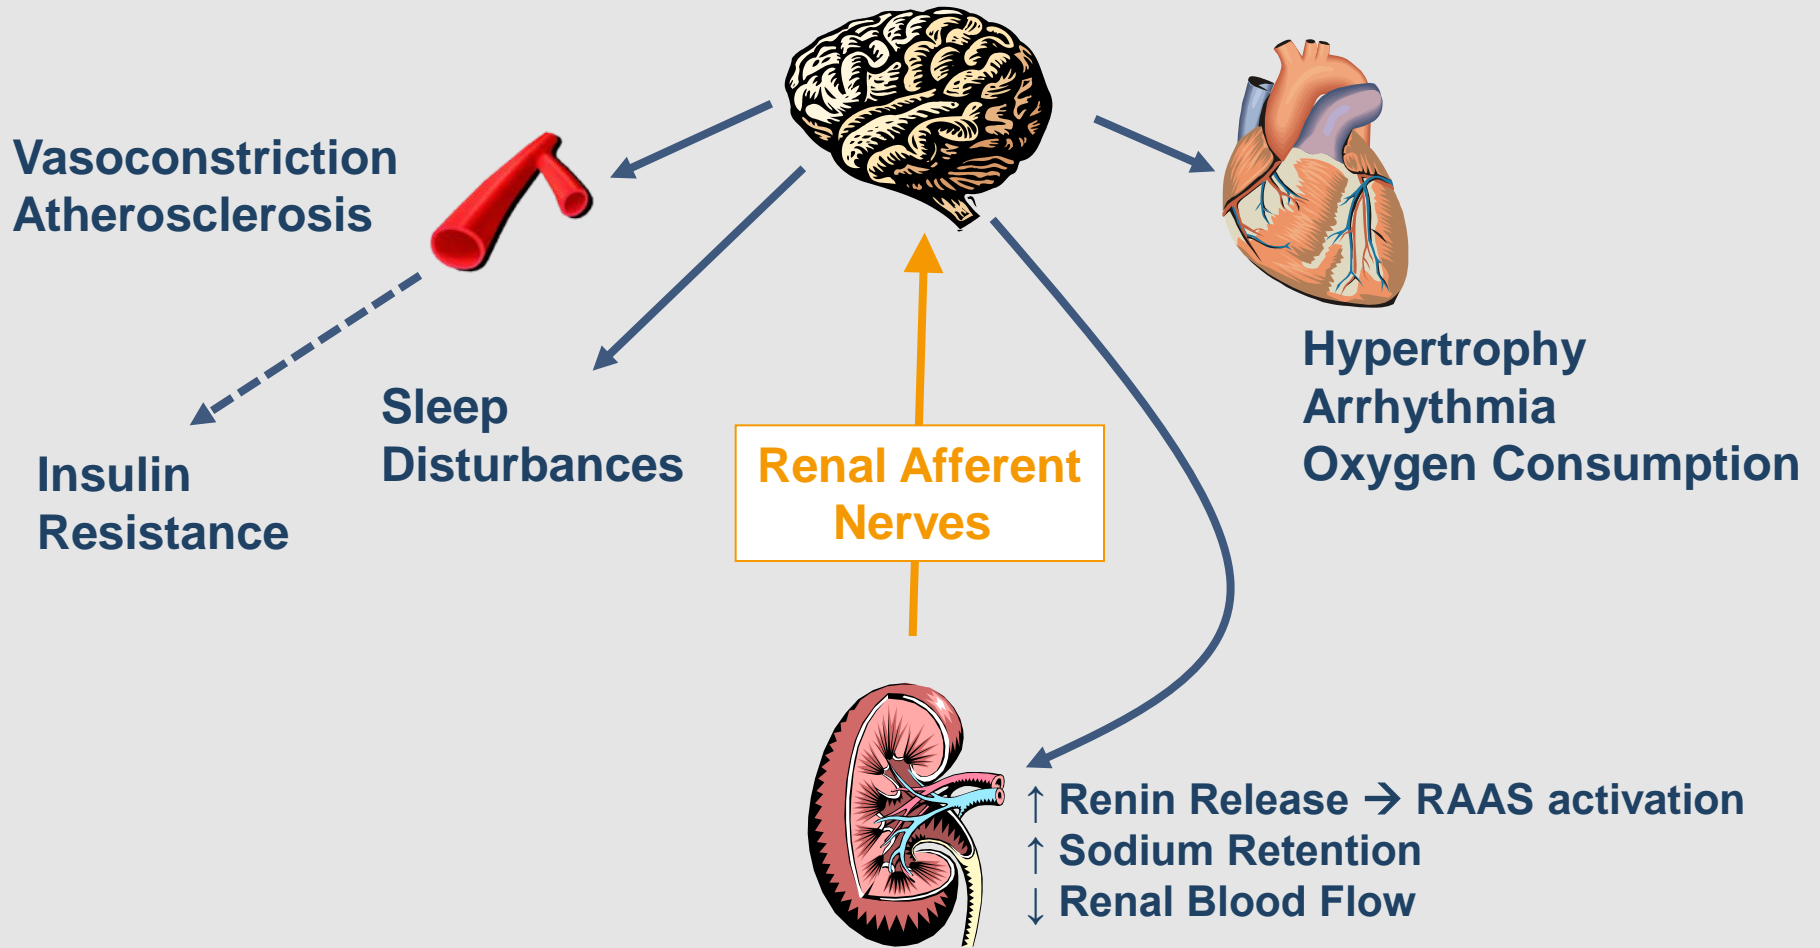 Vasoconstriction
Atherosclerosis
Insulin
Resistance
Sleep
Disturbances
Renal Afferent
Nerves
Hypertrophy
Arrhythmia
Oxygen Consumption
↑ Renin Release → RAAS activation
↑ Sodium Retention
↓ Renal Blood Flow